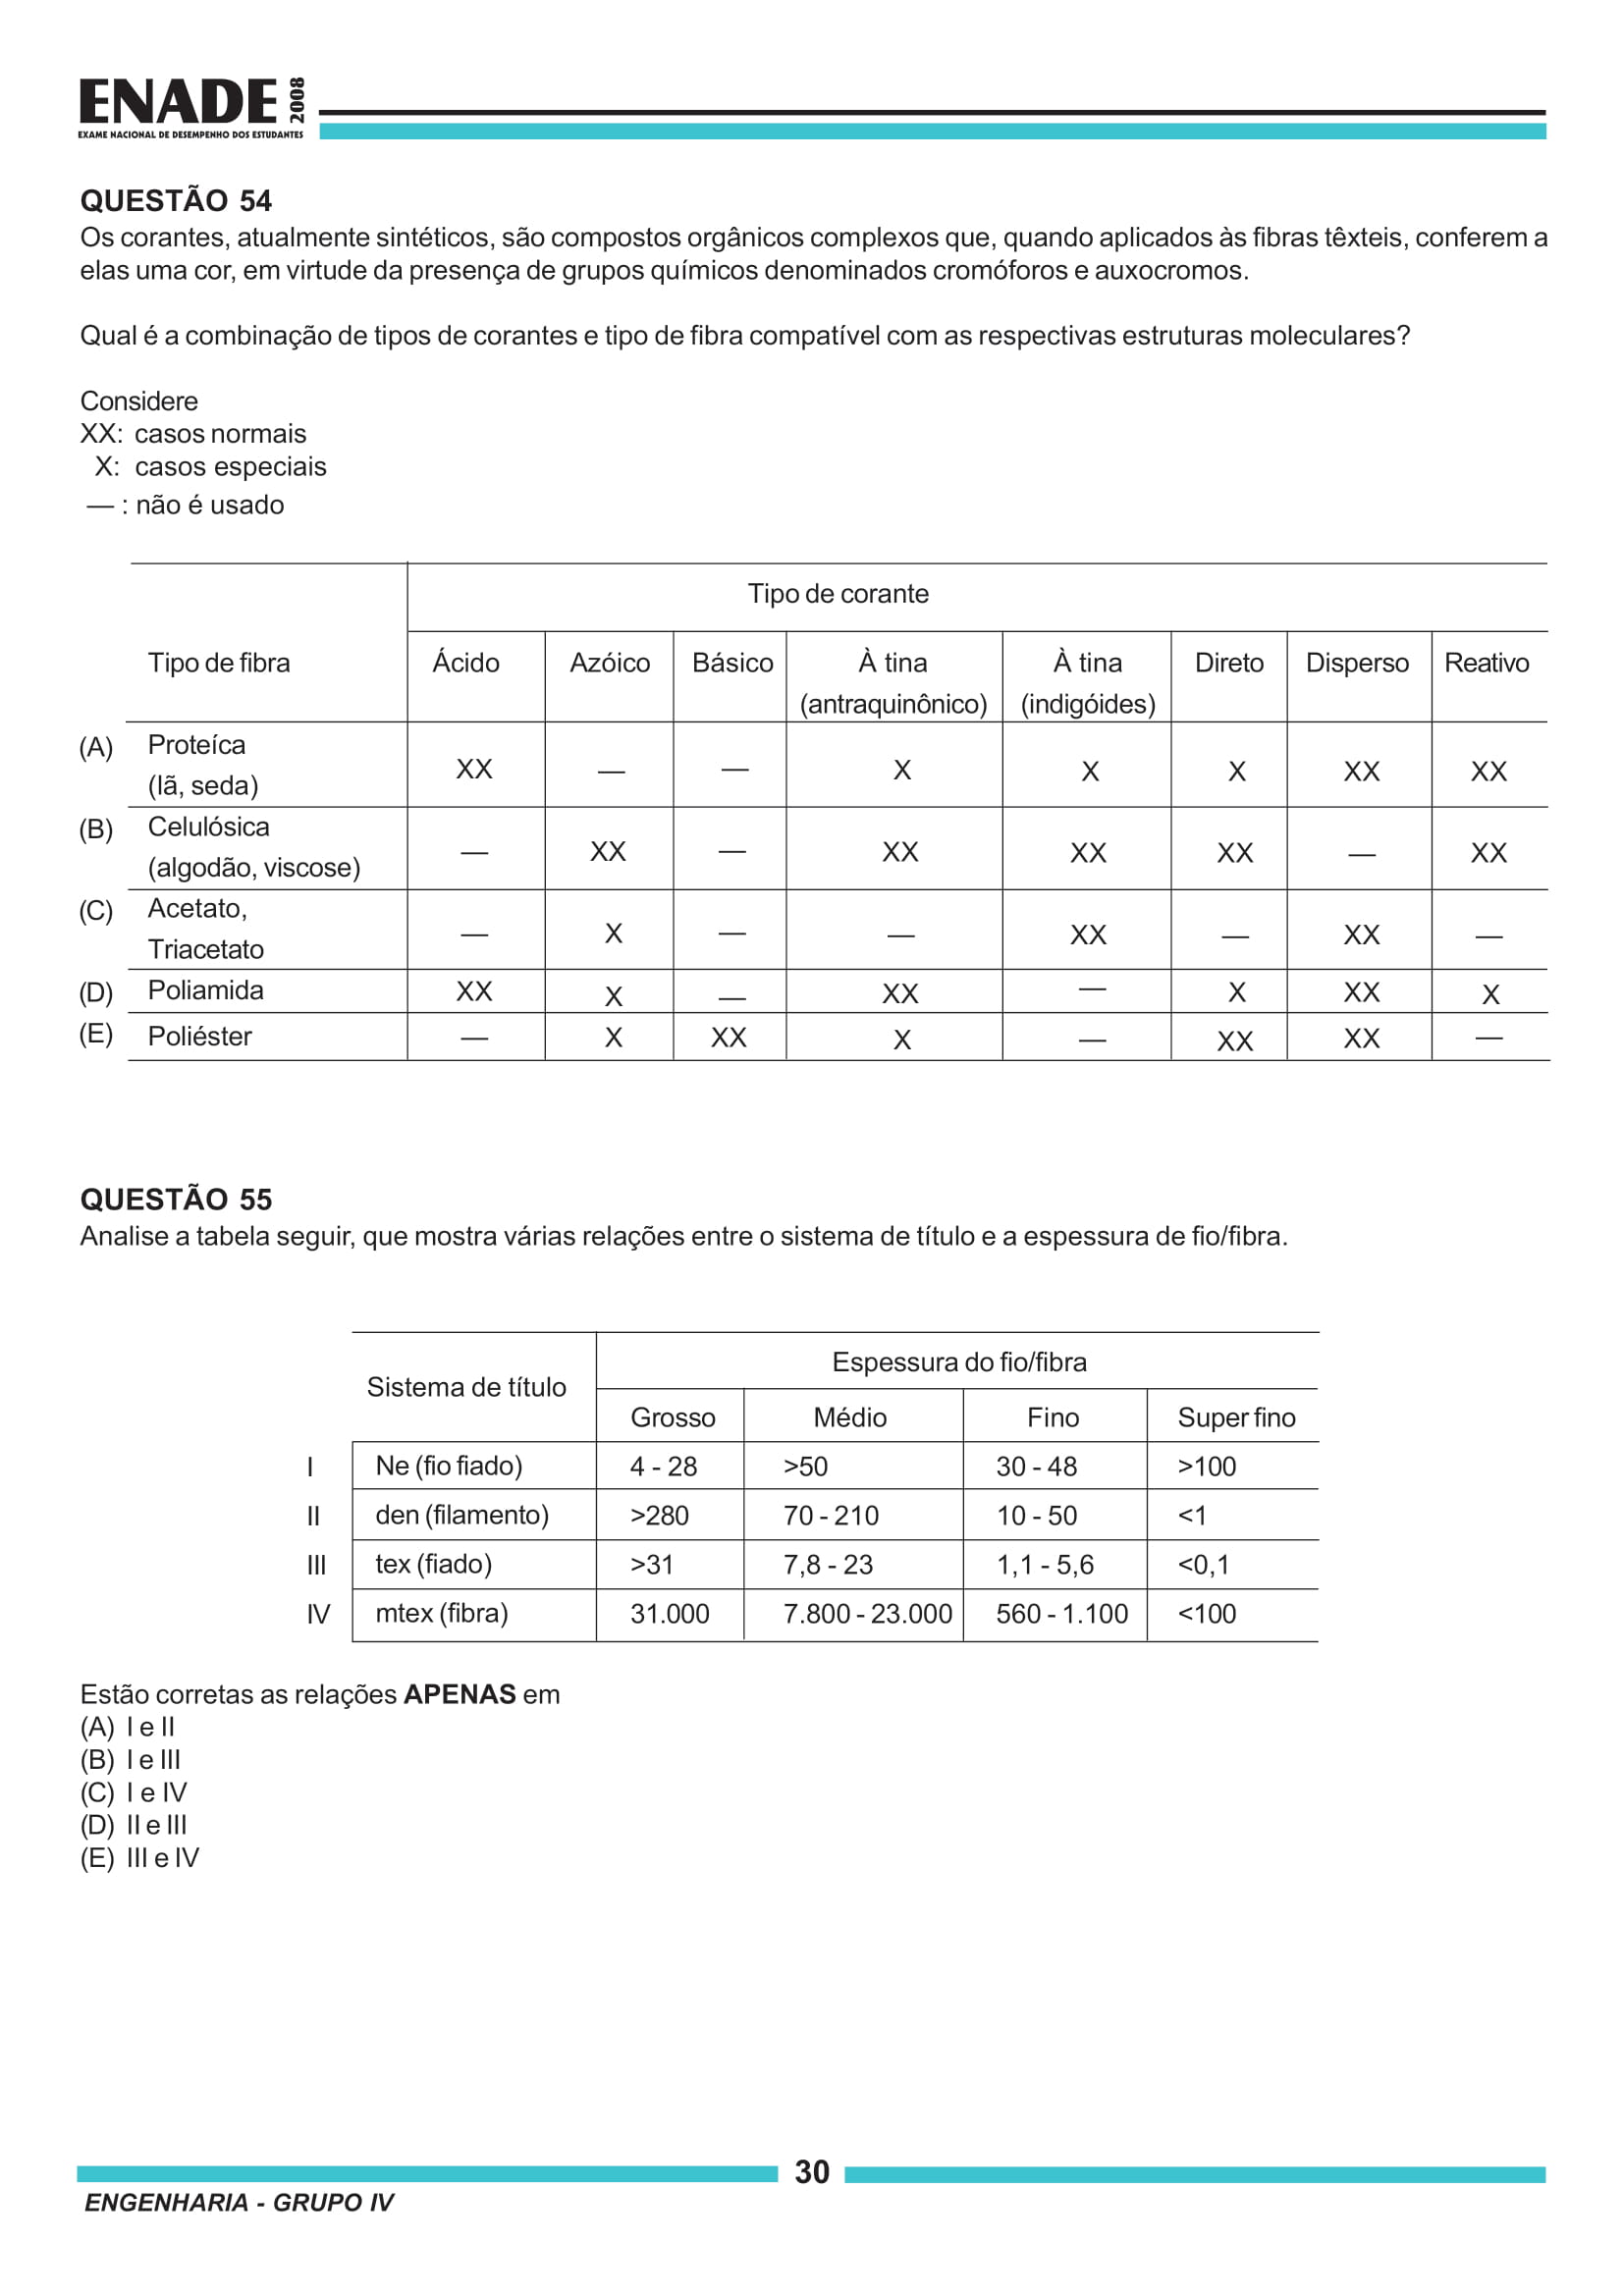 ENADE 2008
EXAME NACIONAL DE DESEMPENHO DOS ESTUDANTES
QUESTÃO 54
Os corantes, atualmente sintéticos, são compostos orgânicos complexos que, quando aplicados às fibras têxteis, conferem a
elas uma cor, em virtude da presença de grupos químicos denominados cromóforos e auxocromos.
Qual é a combinação de tipos de corantes e tipo de fibra compatível com as respectivas estruturas moleculares?
Considere
XX: casos normais
X: casos especiais
— : não é usado
Tipo de corante
Tipo de fibra Ácido Azóico Básico À tina À tina Direto Disperso Reativo
(antraquinônico) (indigóides)
(A) Proteíca
(lã, seda) XX — — X X X XX XX
(B) Celulósica
(algodão, viscose) — XX — XX XX XX — XX
(C) Acetato,
Triacetato — X — — XX — XX —
(D) Poliamida XX X — XX — X XX X
(E) Poliéster — X XX X — XX XX —
QUESTÃO 55
Analise a tabela seguir, que mostra várias relações entre o sistema de título e a espessura de fio/fibra.
Espessura do fio/fibra
Sistema de título
Grosso Médio Fino Super fino
I Ne (fio fiado) 4 - 28 >50 30 - 48 >100
II den (filamento) >280 70 - 210 10 - 50 <1
III tex (fiado) >31 7,8 - 23 1,1 - 5,6 <0,1
IV mtex (fibra) 31.000 7.800 - 23.000 560 - 1.100 <100
Estão corretas as relações APENAS em
(A) I e II
(B) I e III
(C) I e IV
(D) II e III
(E) III e IV
30
ENGENHARIA - GRUPO IV